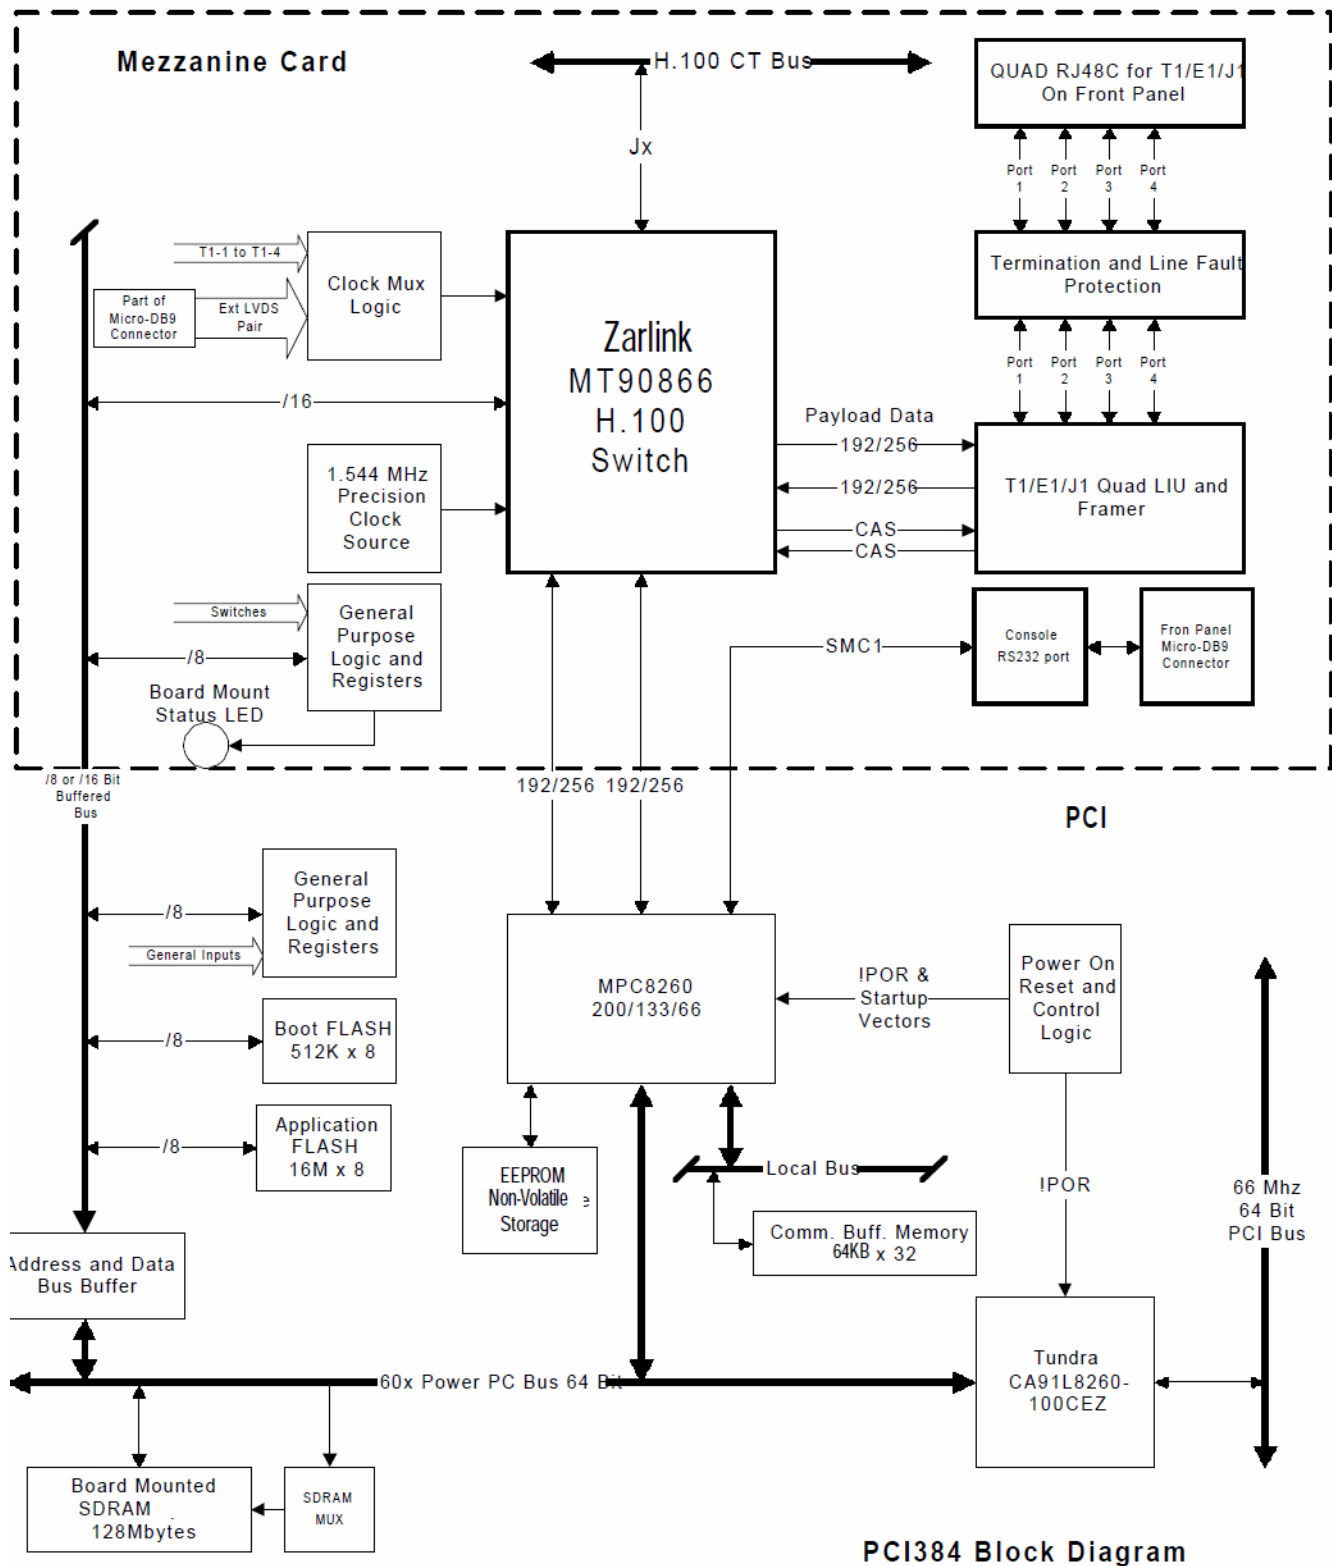 Mezzanine Card
H.100 CT Bus
QUAD RJ48C for T1/E1/J1
On Front Panel
Jx
Port
1
Port
2
Port
3
Port
4
T1-1 to T1-4
Clock Mux
Logic
Part of
Micro-DB9
Connector
Ext LVDS
Pair
Termination and Line Fault
Protection
Zarlink
MT90866
H.100
Switch
Port
1
Port
2
Port
3
Port
4
/16
Payload Data
192/256
192/256
CAS
CAS
T1/E1/J1 Quad LIU and
Framer
1.544 MHz
Precision
Clock
Source
Switches
General
Purpose
Logic and
Registers
/8
SMC1
Console
RS232 port
Fron Panel
Micro-DB9
Connector
Board Mount
Status LED
/8 or /16 Bit
Buffered
Bus
192/256
192/256
PCI
General
Purpose
Logic and
Registers
/8
General Inputs
MPC8260
200/133/66
!POR &
Startup
Vectors
Power On
Reset and
Control
Logic
/8
Boot FLASH
512K x 8
/8
Application
FLASH
16M x 8
EEPROM
Non-Volatile e
Storage
Local Bus
!POR
66 Mhz
64 Bit
PCI Bus
Comm. Buff. Memory
64KB x 32
Address and Data
Bus Buffer
60x Power PC Bus 64 Bit
Tundra
CA91L8260-
100CEZ
Board Mounted
SDRAM
128Mbytes
SDRAM
MUX
PCI384 Block Diagram